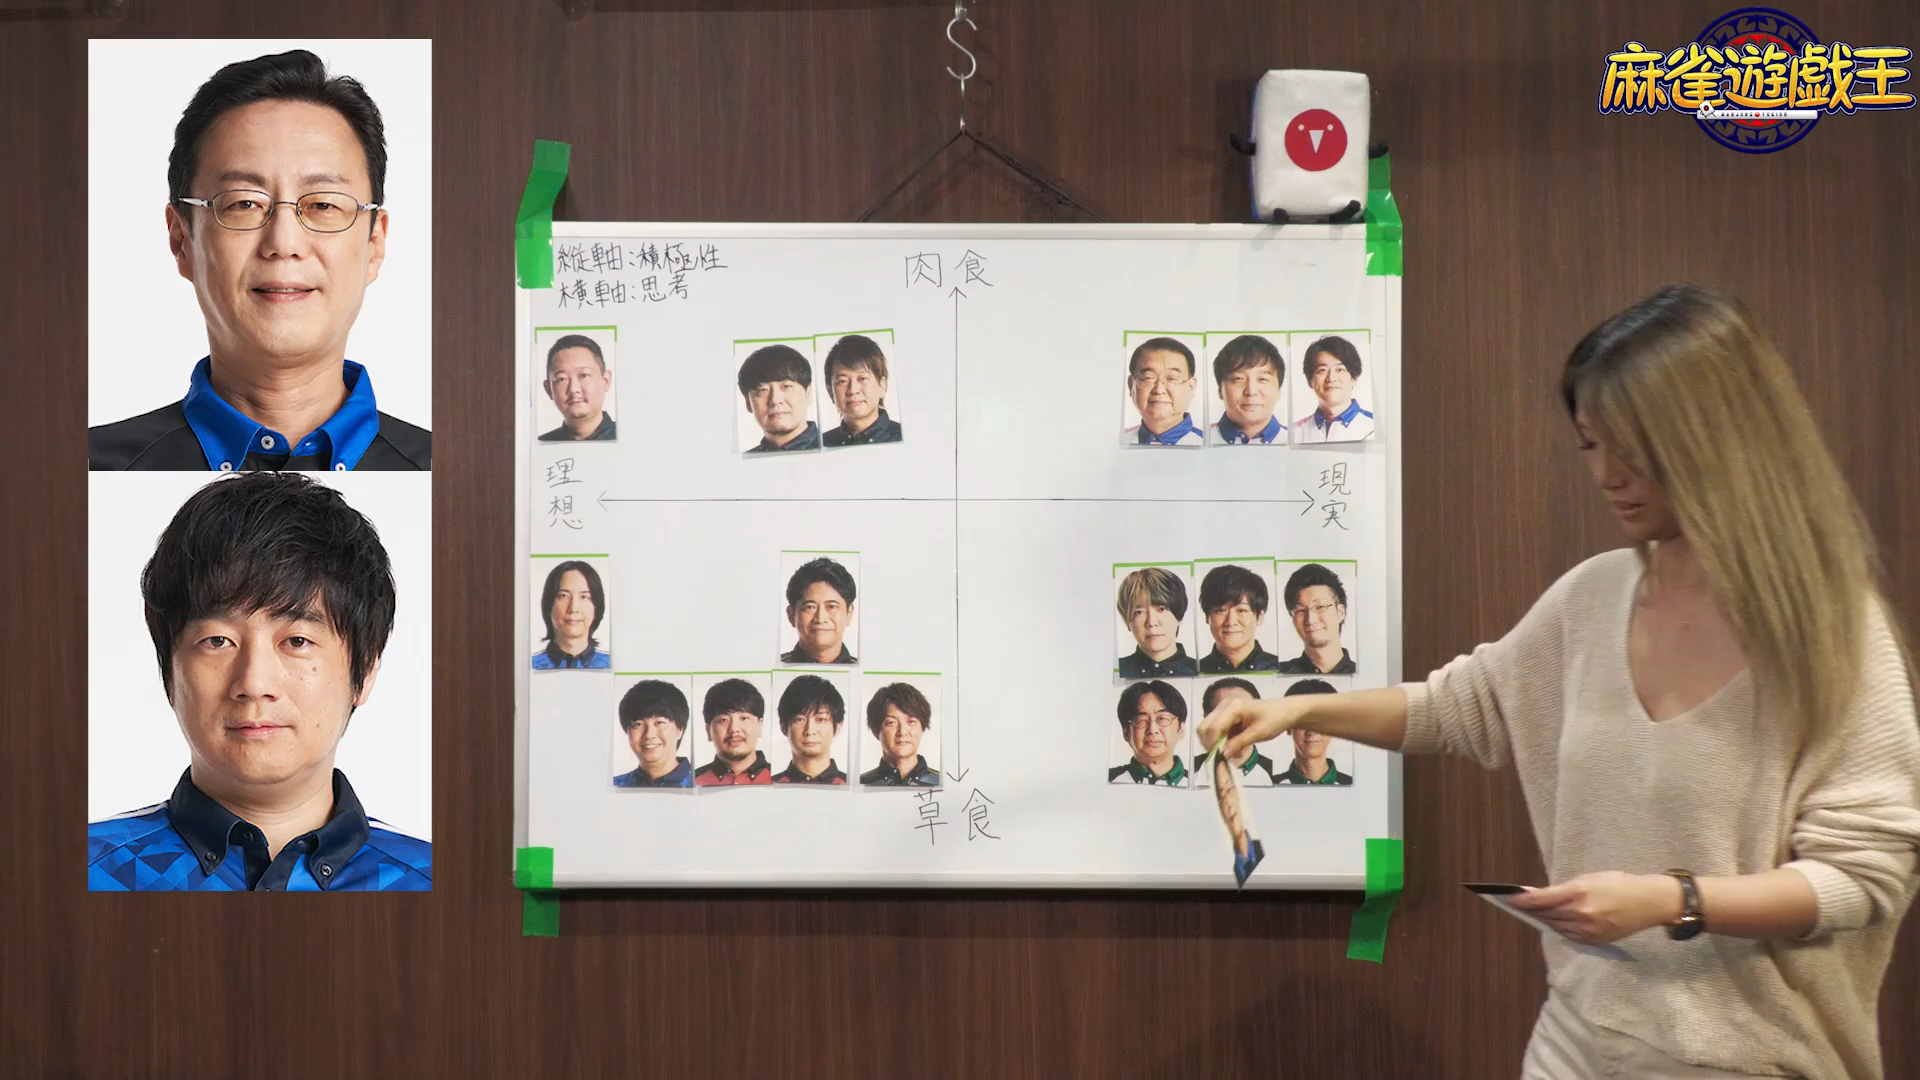 麻雀遊戯王
縦軸:積極性
横軸:思考
肉食
理想
現実
草食